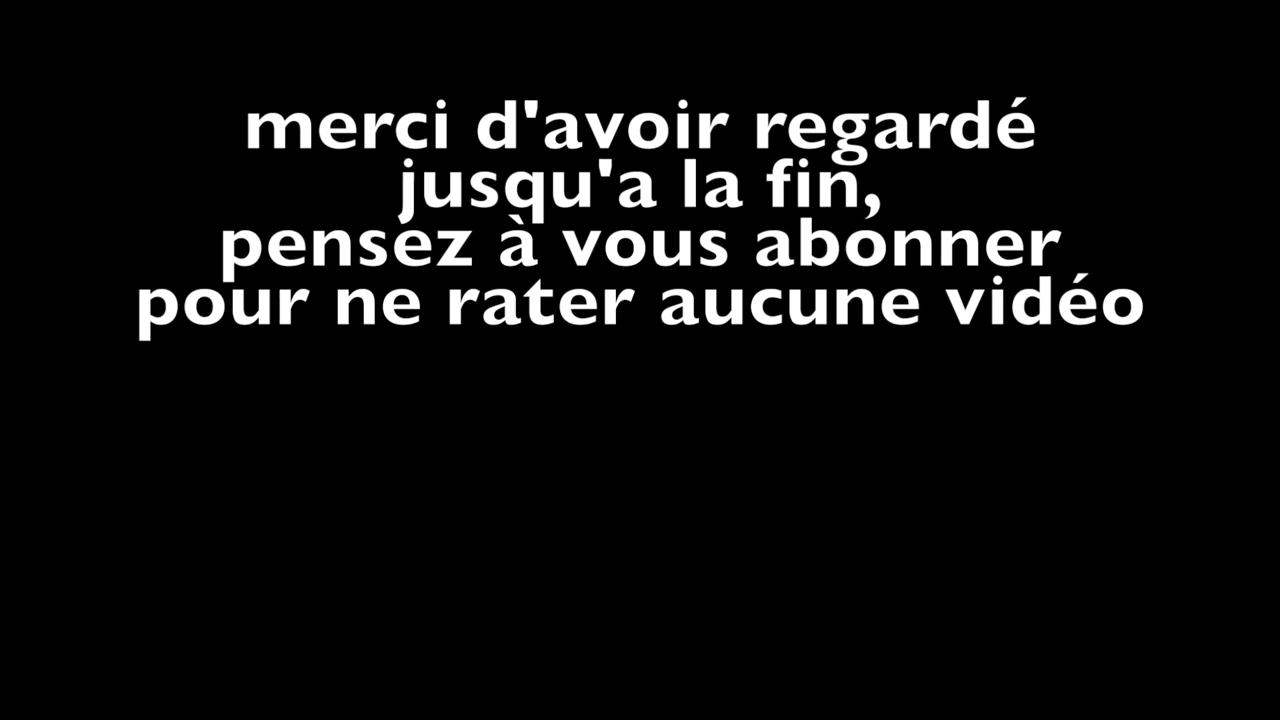 merci d'avoir regardé
jusqu'a la fin,
pensez à vous abonner
pour ne rater aucune vidéo